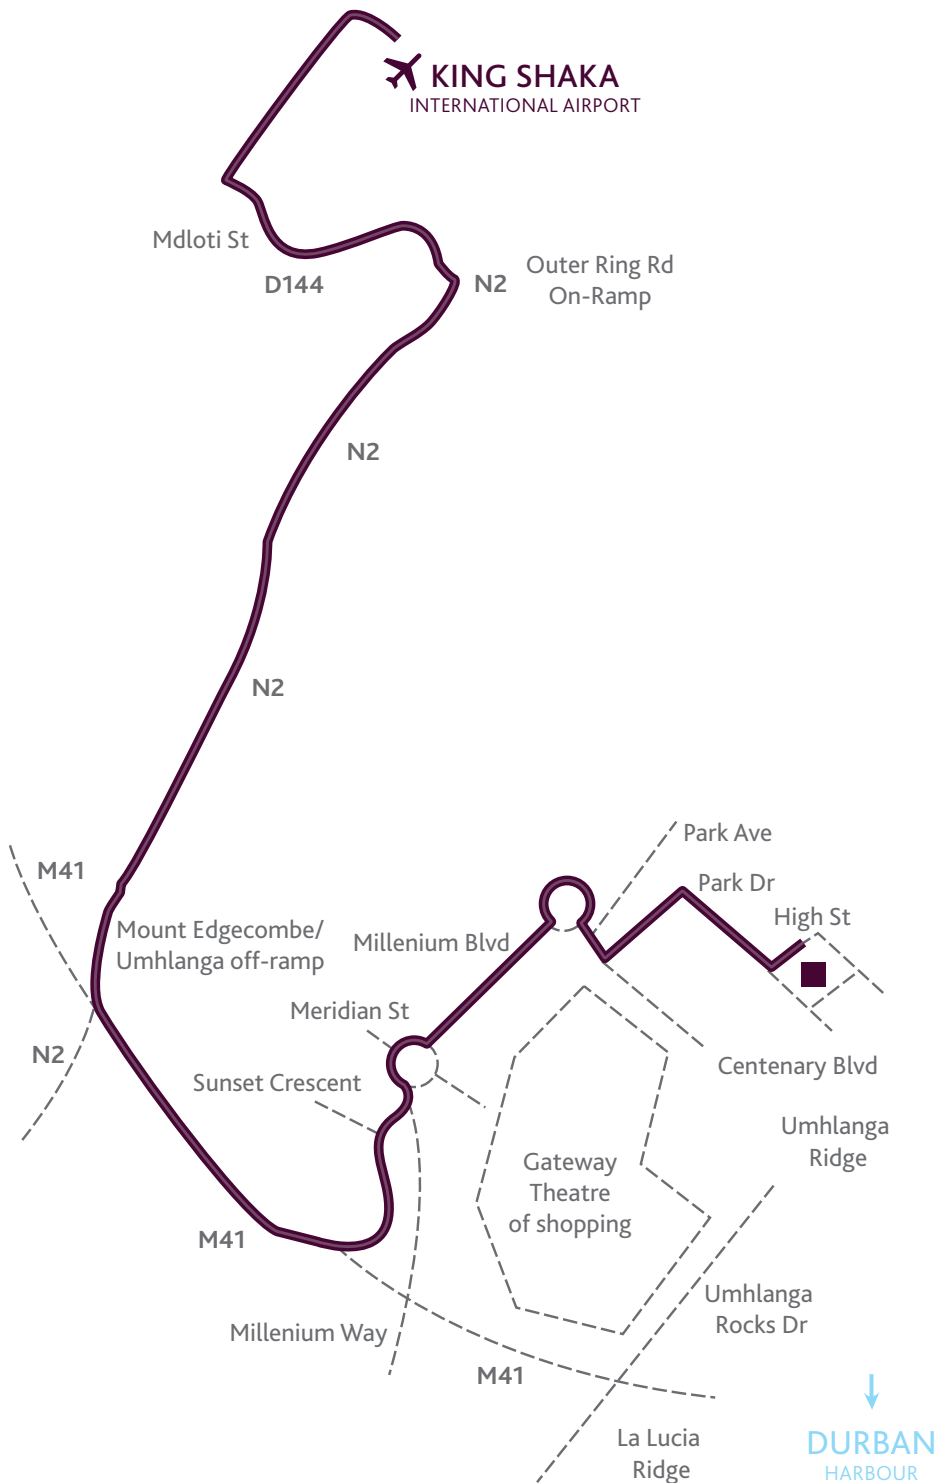 KING SHAKA
INTERNATIONAL AIRPORT
Mdloti St
D144
N2
Outer Ring Rd
On-Ramp
N2
N2
Park Ave
M41
Park Dr
High St
Mount Edgecombe/
Umhlanga off-ramp
Millenium Blvd
Meridian St
N2
Sunset Crescent
Centenary Blvd
Umhlanga
Ridge
Gateway
Theatre
of shopping
M41
Umhlanga
Rocks Dr
Millenium Way
M41
La Lucia
Ridge
DURBAN
HARBOUR